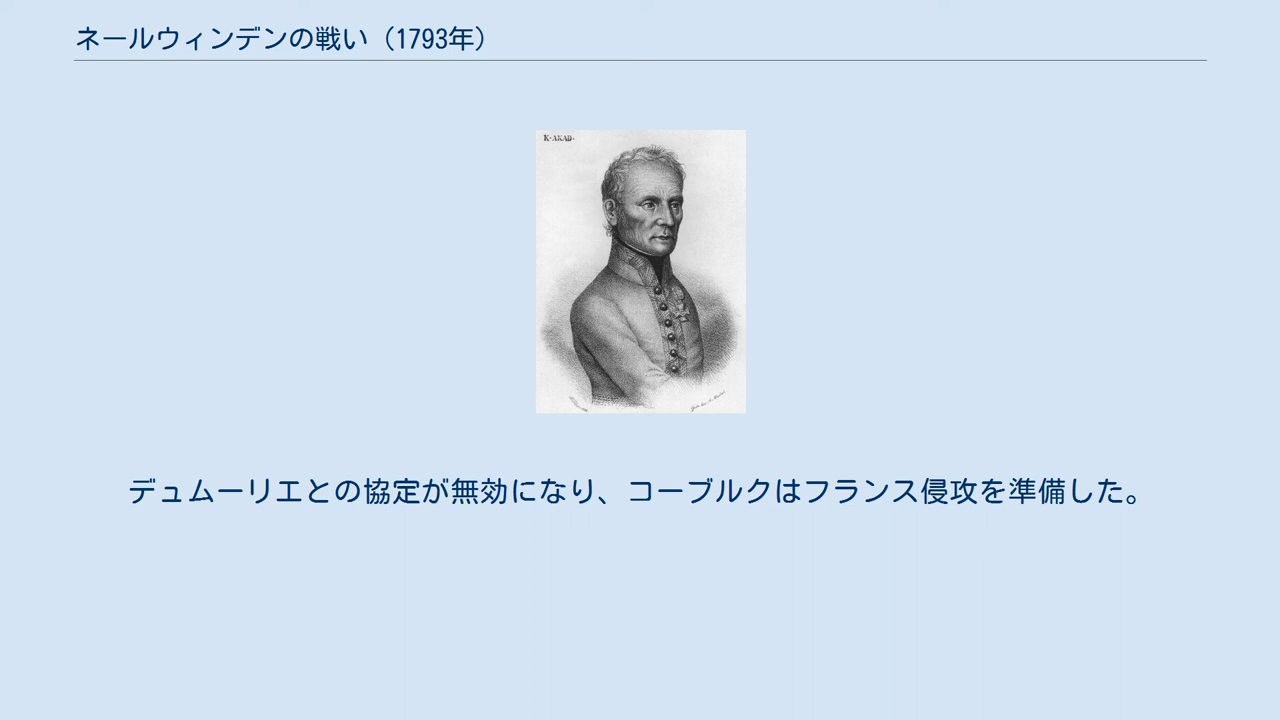 ネールウィンデンの戦い（1793年）
K·AKAD·
デュムーリエとの協定が無効になり、コーブルクはフランス侵攻を準備した。